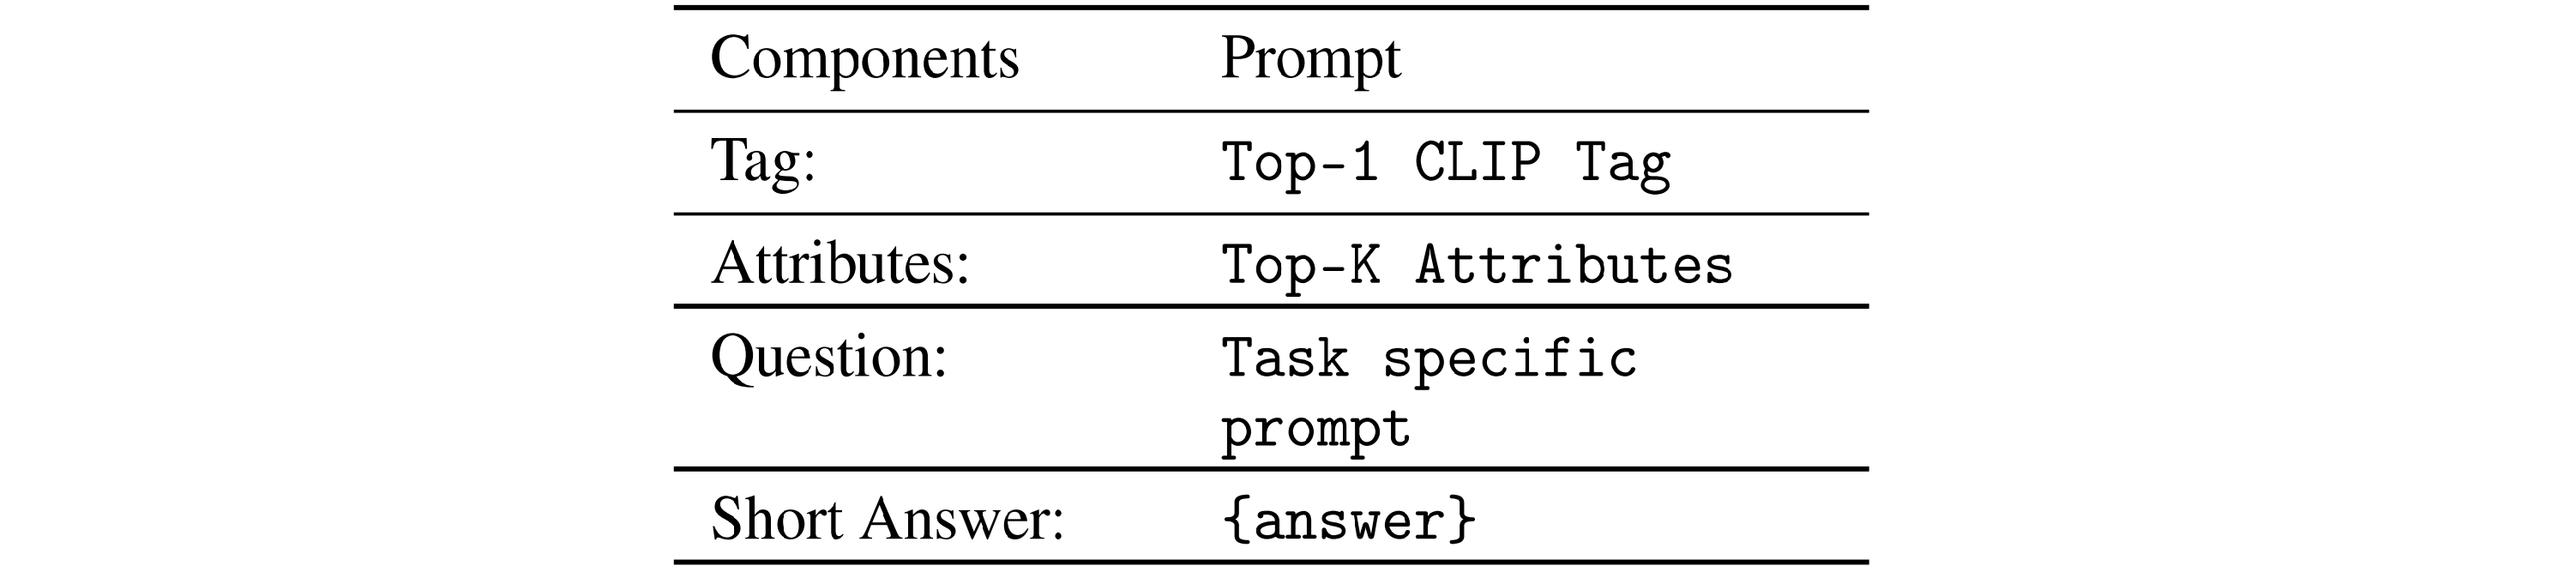 Components Prompt
Tag: Top-1 CLIP Tag
Attributes: Top-K Attributes
Question: Task specific
prompt
Short Answer: {answer}